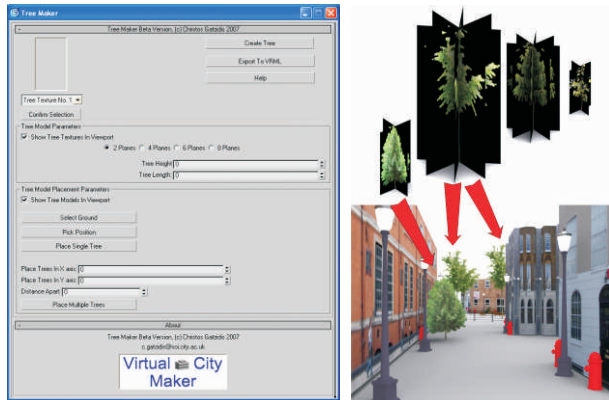 Tree Maker
Tree Maker Beta Version, (c) Christos Gatzidis 2007
Create Tree
Export To VRML
Help
Tree Texture No. 1
Confirm Selection
Tree Model Parameters
Show Tree Textures In Viewport
2 Planes 4 Planes 6 Planes 8 Planes
Tree Height: 0
Tree Length: 0
Tree Model Placement Parameters
Show Tree Models In Viewport
Select Ground
Pick Position
Place Single Tree
Place Trees In X axis: 0
Place Trees In Y axis: 0
Distance Apart: 0
Place Multiple Trees
About
Tree Maker Beta Version, (c) Christos Gatzidis 2007
c.gatzidis@soi.city.ac.uk
Virtual City
Maker